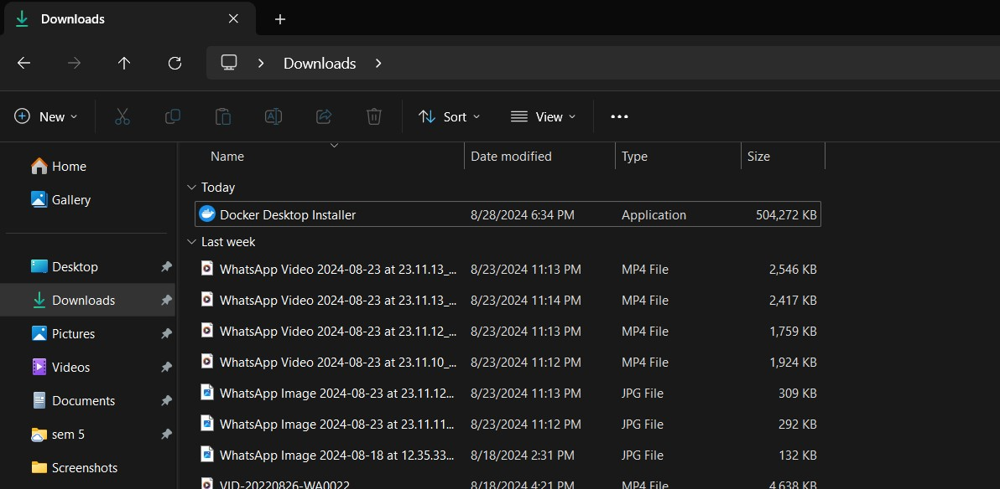 Downloads
Downloads
New Sort View
Name Date modified Type Size
Home
Gallery
Desktop
Downloads
Pictures
Videos
Documents
sem 5
Screenshots
Today
Docker Desktop Installer 8/28/2024 6:34 PM Application 504,272 KB
Last week
WhatsApp Video 2024-08-23 at 23.11.13_... 8/23/2024 11:13 PM MP4 File 2,546 KB
WhatsApp Video 2024-08-23 at 23.11.13_... 8/23/2024 11:14 PM MP4 File 2,417 KB
WhatsApp Video 2024-08-23 at 23.11.12_... 8/23/2024 11:13 PM MP4 File 1,759 KB
WhatsApp Video 2024-08-23 at 23.11.10_... 8/23/2024 11:12 PM MP4 File 1,924 KB
WhatsApp Image 2024-08-23 at 23.11.12... 8/23/2024 11:13 PM JPG File 309 KB
WhatsApp Image 2024-08-23 at 23.11.11... 8/23/2024 11:12 PM JPG File 292 KB
WhatsApp Image 2024-08-18 at 12.35.33... 8/18/2024 2:31 PM JPG File 132 KB
VID-20220826-WA0022 8/18/2024 4:21 PM MP4 File 4,638 KB